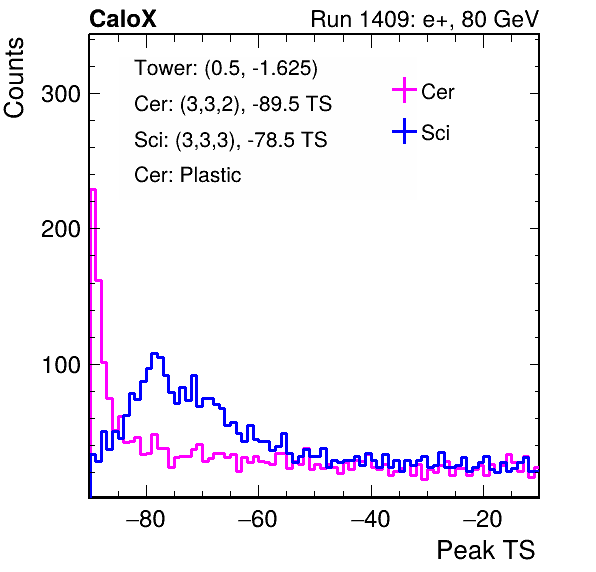 CaloX Run 1409: e+, 80 GeV
Counts
Tower: (0.5, -1.625)
Cer: (3,3,2), -89.5 TS
Sci: (3,3,3), -78.5 TS
Cer: Plastic
Cer
Sci
300
200
100
−80 −60 −40 −20
Peak TS